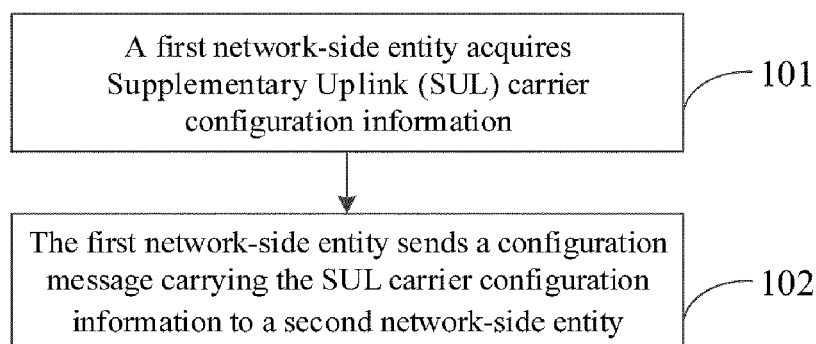 A first network-side entity acquires
Supplementary Uplink (SUL) carrier
configuration information
101
The first network-side entity sends a configuration
message carrying the SUL carrier configuration
information to a second network-side entity
102